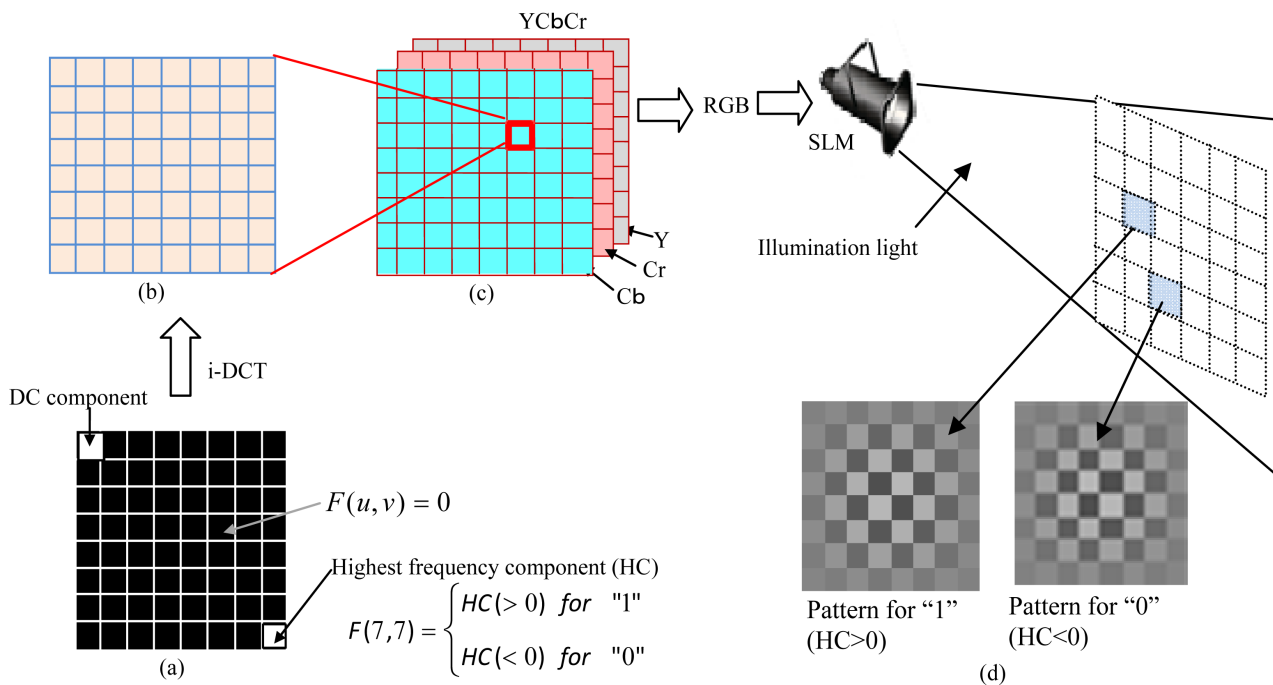 YCbCr
RGB
SLM
Illumination light
Y
Cr
Cb
(b)
(c)
i-DCT
DC component
F(u,v) = 0
Highest frequency component (HC)
F(7,7) = { HC(> 0) for "1"
HC(< 0) for "0"
(a)
Pattern for “1”
(HC>0)
Pattern for “0”
(HC<0)
(d)